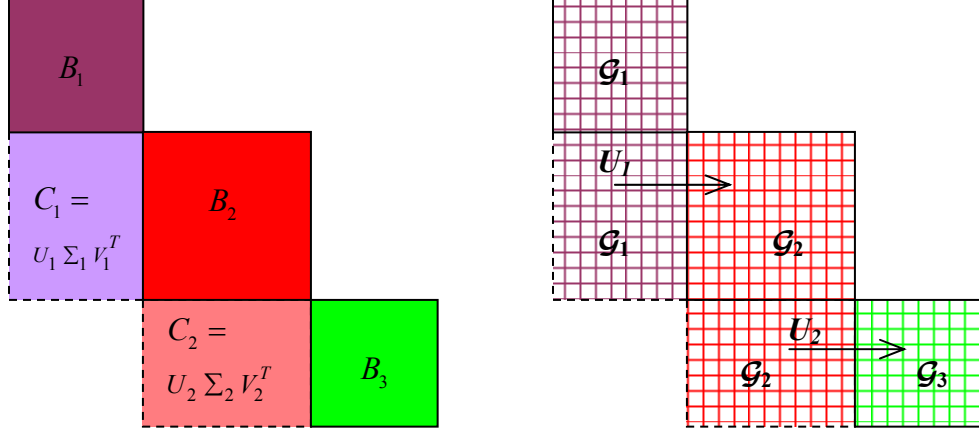 B₁
C₁ =
U₁ Σ₁ V₁ᵀ
B₂
C₂ =
U₂ Σ₂ V₂ᵀ
B₃
𝓖₁
U₁
𝓖₁
𝓖₂
U₂
𝓖₂
𝓖₃